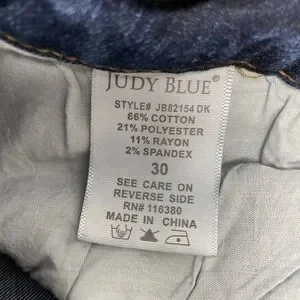 JUDY BLUE®
STYLE# JB82154 DK
66% COTTON
21% POLYESTER
11% RAYON
2% SPANDEX
30
SEE CARE ON
REVERSE SIDE
RN# 116380
MADE IN CHINA